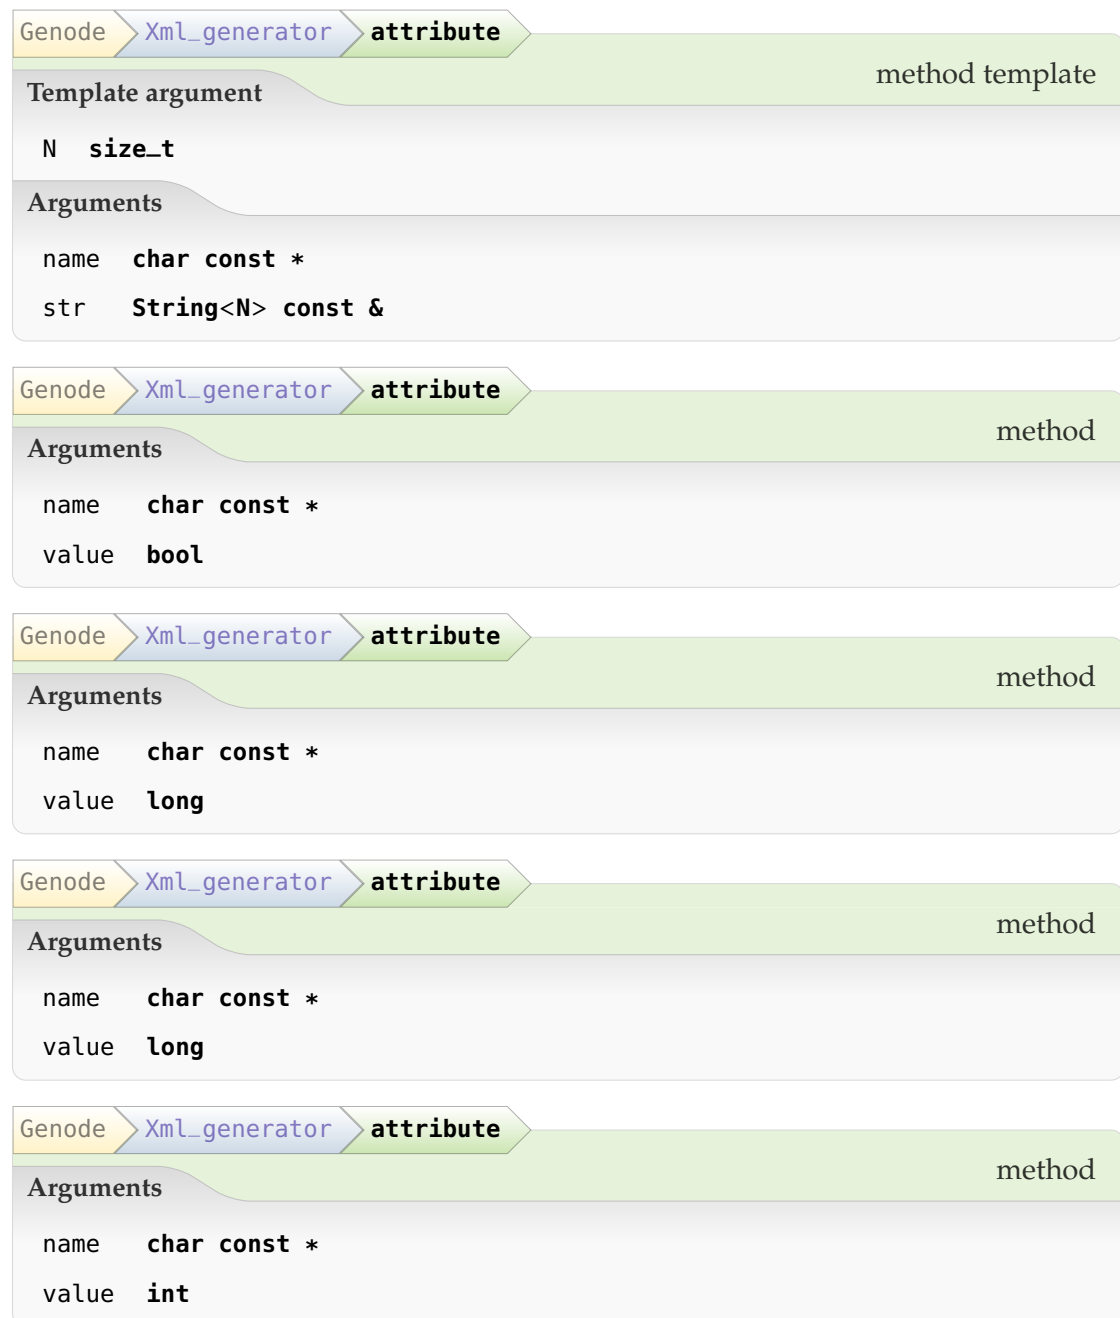 Genode Xml_generator attribute
method template
Template argument
N size_t
Arguments
name char const *
str String<N> const &
Genode Xml_generator attribute
method
Arguments
name char const *
value bool
Genode Xml_generator attribute
method
Arguments
name char const *
value long
Genode Xml_generator attribute
method
Arguments
name char const *
value long
Genode Xml_generator attribute
method
Arguments
name char const *
value int